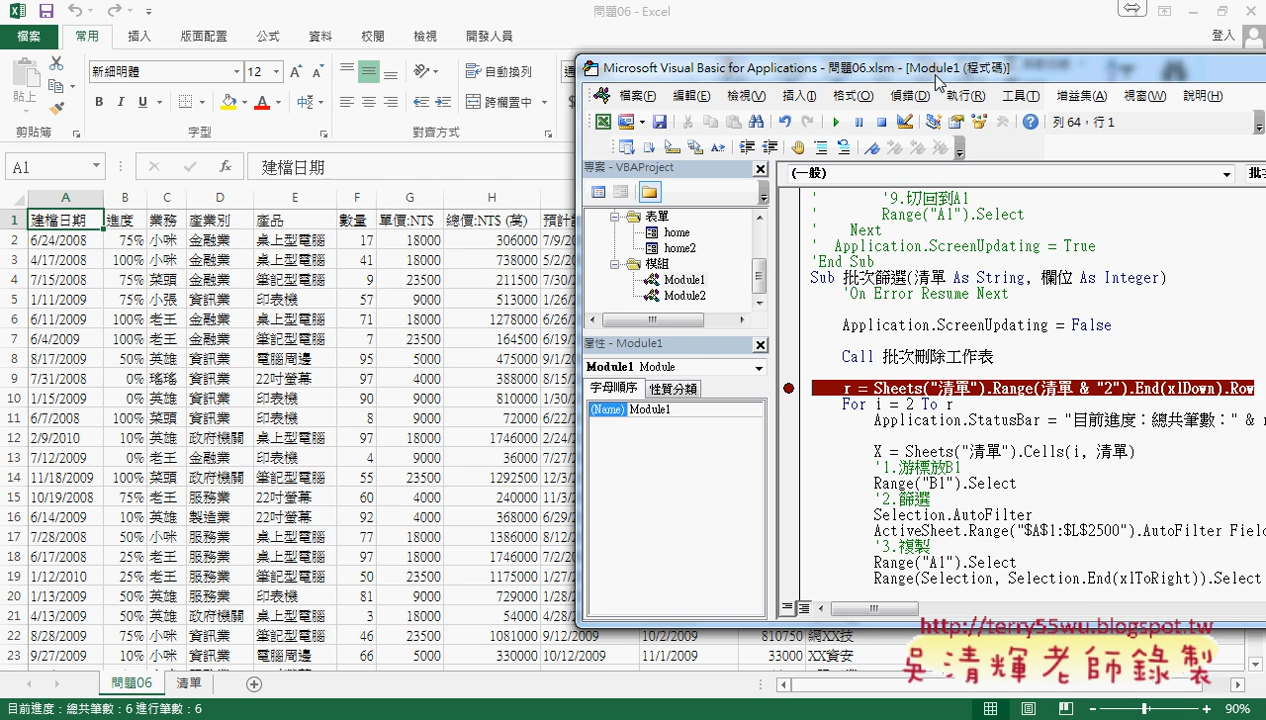 問題06 - Excel
檔案 常用 插入 版面配置 公式 資料 校閱 檢視 開發人員 登入
貼上 新細明體 12 自動換列
B I U 中 跨欄置中
剪貼簿 字型 對齊方式
A1 fx 建檔日期
A B C D E F G H
1 建檔日期 進度 業務 產業別 產品 數量 單價:NT$ 總價:NT$ (萬)
2 6/24/2008 75% 小咪 金融業 桌上型電腦 17 18000 306000
3 4/17/2008 100% 小咪 金融業 桌上型電腦 41 18000 738000
4 7/15/2008 75% 菜頭 金融業 筆記型電腦 9 23500 211500
5 1/11/2009 75% 小張 資訊業 印表機 57 9000 513000
6 6/11/2009 100% 老王 金融業 桌上型電腦 71 18000 1278000
7 6/4/2009 100% 老王 金融業 筆記型電腦 7 23500 164500
8 8/17/2009 50% 英雄 資訊業 電腦周邊 95 5000 475000
9 7/31/2008 0% 瑤瑤 資訊業 22吋螢幕 97 4000 388000
10 1/15/2009 0% 英雄 資訊業 印表機 90 9000 810000
11 6/7/2008 100% 菜頭 資訊業 印表機 8 9000 72000
12 2/9/2010 10% 英雄 政府機關 桌上型電腦 97 18000 1746000
13 7/12/2009 0% 老王 金融業 印表機 4 9000 36000
14 11/18/2009 100% 菜頭 政府機關 筆記型電腦 55 23500 1292500
15 10/19/2008 75% 老王 服務業 22吋螢幕 60 4000 240000
16 6/14/2009 10% 英雄 製造業 22吋螢幕 92 4000 368000
17 7/28/2008 50% 英雄 服務業 桌上型電腦 77 18000 1386000
18 6/17/2008 25% 老王 服務業 桌上型電腦 97 18000 1746000
19 1/12/2010 25% 老王 服務業 筆記型電腦 50 23500 1175000
20 1/13/2009 50% 英雄 服務業 印表機 81 9000 729000
21 4/13/2009 50% 英雄 政府機關 桌上型電腦 3 18000 54000
22 8/28/2009 75% 小咪 資訊業 筆記型電腦 46 23500 1081000 9/12/2009 10/2/2009 810750 網XX技
23 9/27/2009 10% 小咪 資訊業 電腦周邊 66 5000 330000 10/12/2009 11/1/2009 33000 XX資安
問題06 清單
目前進度：總共筆數：6 進行筆數：6 90%
Microsoft Visual Basic for Applications - 問題06.xlsm - [Module1 (程式碼)]
檔案(F) 編輯(E) 檢視(V) 插入(I) 格式(O) 偵錯(D) 執行(R) 工具(T) 增益集(A) 視窗(W) 說明(H)
列 64，行 1
專案 - VBAProject
表單
home
home2
模組
Module1
Module2
屬性 - Module1
Module1 Module
字母順序 性質分類
(Name) Module1
(一般)
' '9.切回到A1
' Range("A1").Select
' Next
' Application.ScreenUpdating = True
'End Sub
Sub 批次篩選(清單 As String, 欄位 As Integer)
'On Error Resume Next
Application.ScreenUpdating = False
Call 批次刪除工作表
r = Sheets("清單").Range(清單 & "2").End(xlDown).Row
For i = 2 To r
Application.StatusBar = "目前進度：總共筆數：" &
X = Sheets("清單").Cells(i, 清單)
'1.游標放B1
Range("B1").Select
'2.篩選
Selection.AutoFilter
ActiveSheet.Range("$A$1:$L$2500").AutoFilter Field
'3.複製
Range("A1").Select
Range(Selection, Selection.End(xlToRight)).Select
http://terry55wu.blogspot.tw
吳清輝老師錄製